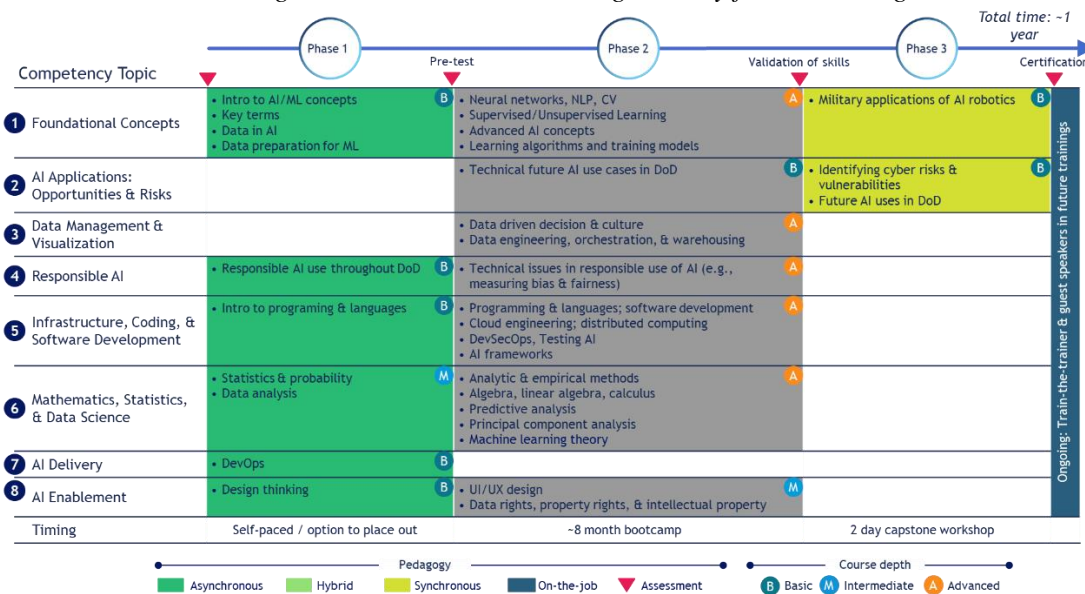 Total time: ~1
year
Phase 1
Phase 2
Phase 3
Competency Topic
Pre-test
Validation of skills
Certification
1 Foundational Concepts
• Intro to AI/ML concepts
• Key terms
• Data in AI
• Data preparation for ML
B
• Neural networks, NLP, CV
• Supervised/Unsupervised Learning
• Advanced AI concepts
• Learning algorithms and training models
A
• Military applications of AI robotics
B
2 AI Applications:
Opportunities & Risks
• Technical future AI use cases in DoD
B
• Identifying cyber risks &
vulnerabilities
• Future AI uses in DoD
B
3 Data Management &
Visualization
• Data driven decision & culture
• Data engineering, orchestration, & warehousing
A
4 Responsible AI
• Responsible AI use throughout DoD
B
• Technical issues in responsible use of AI (e.g.,
measuring bias & fairness)
A
5 Infrastructure, Coding, &
Software Development
• Intro to programing & languages
B
• Programming & languages; software development
• Cloud engineering; distributed computing
• DevSecOps, Testing AI
• AI frameworks
A
6 Mathematics, Statistics,
& Data Science
• Statistics & probability
• Data analysis
M
• Analytic & empirical methods
• Algebra, linear algebra, calculus
• Predictive analysis
• Principal component analysis
• Machine learning theory
A
7 AI Delivery
• DevOps
B
8 AI Enablement
• Design thinking
B
• UI/UX design
• Data rights, property rights, & intellectual property
M
Ongoing: Train-the-trainer & guest speakers in future trainings
Timing
Self-paced / option to place out
~8 month bootcamp
2 day capstone workshop
Pedagogy
Course depth
Asynchronous
Hybrid
Synchronous
On-the-job
Assessment
B Basic
M Intermediate
A Advanced